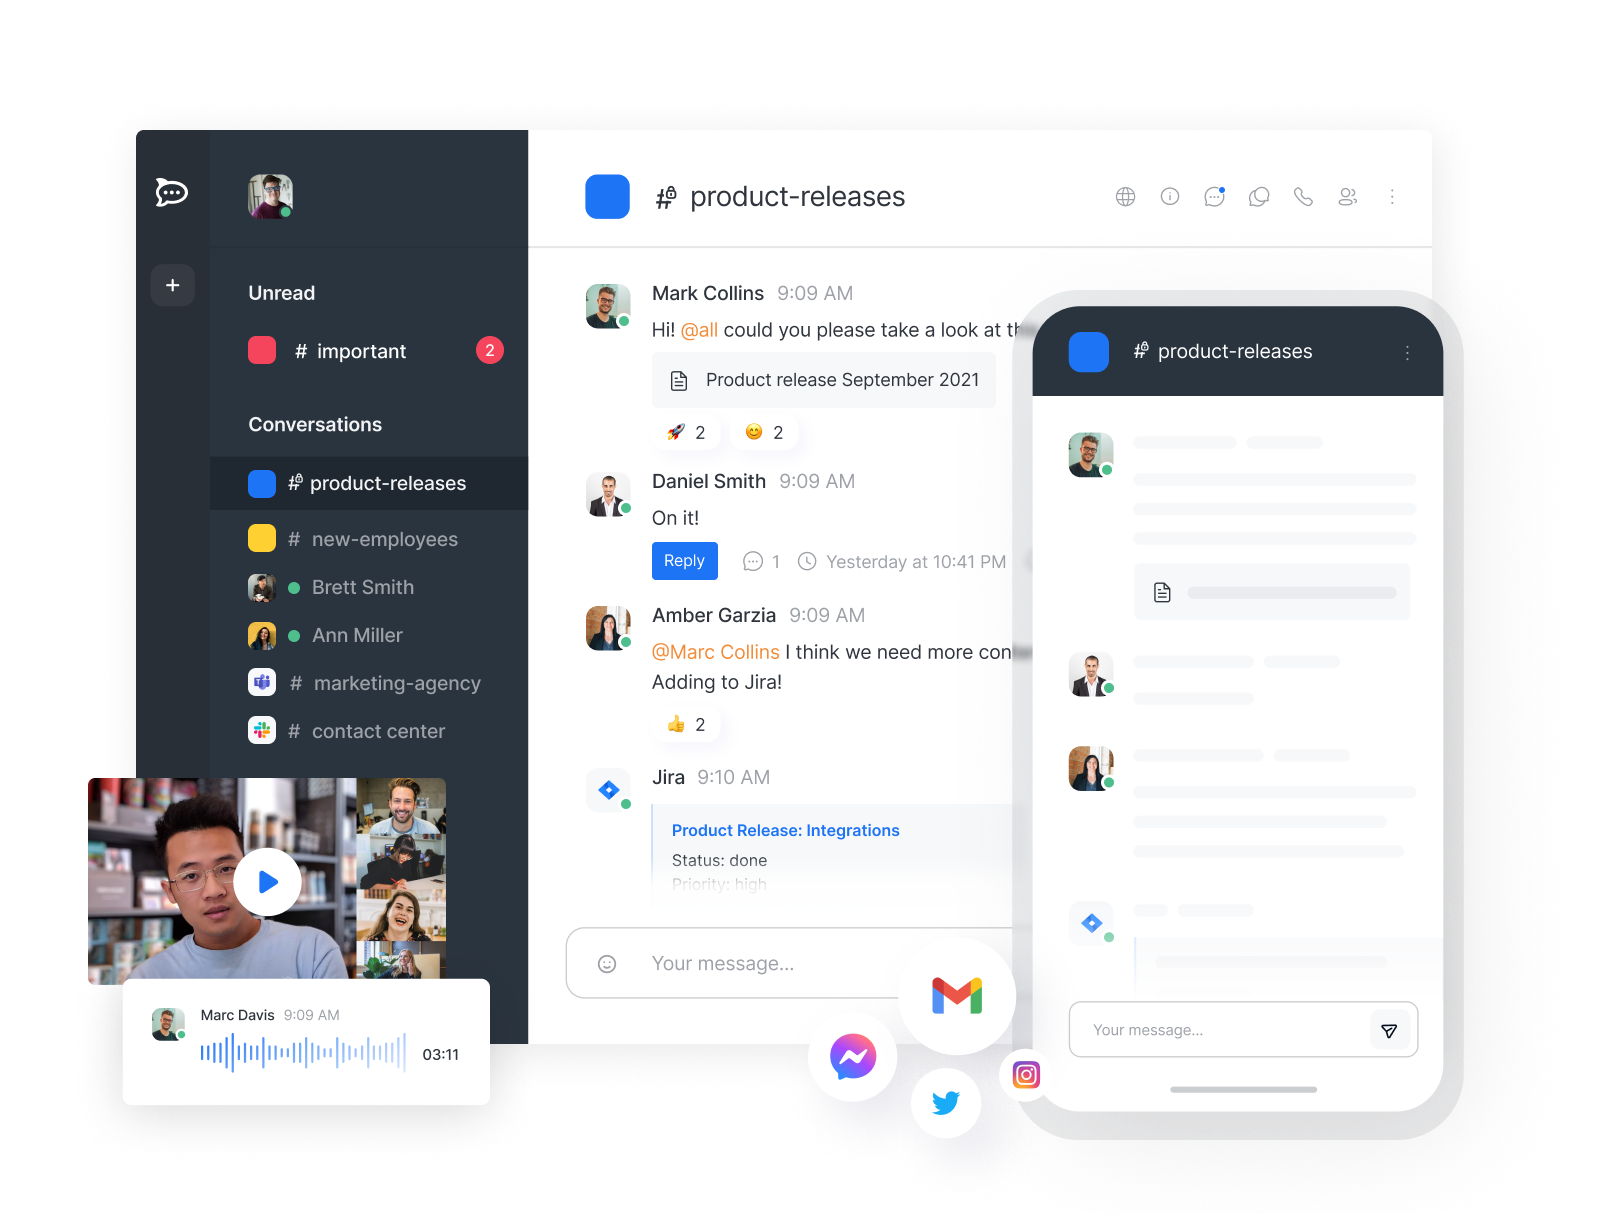 Unread
# important
2
Conversations
# product-releases
# new-employees
Brett Smith
Ann Miller
# marketing-agency
# contact center
# product-releases
Mark Collins 9:09 AM
Hi! @all could you please take a look at
Product release September 2021
2 2
Daniel Smith 9:09 AM
On it!
Reply 1 Yesterday at 10:41 PM
Amber Garzia 9:09 AM
@Marc Collins I think we need more
Adding to Jira!
2
Jira 9:10 AM
Product Release: Integrations
Status: done
Priority: high
Your message...
Marc Davis 9:09 AM
03:11
# product-releases
Your message...